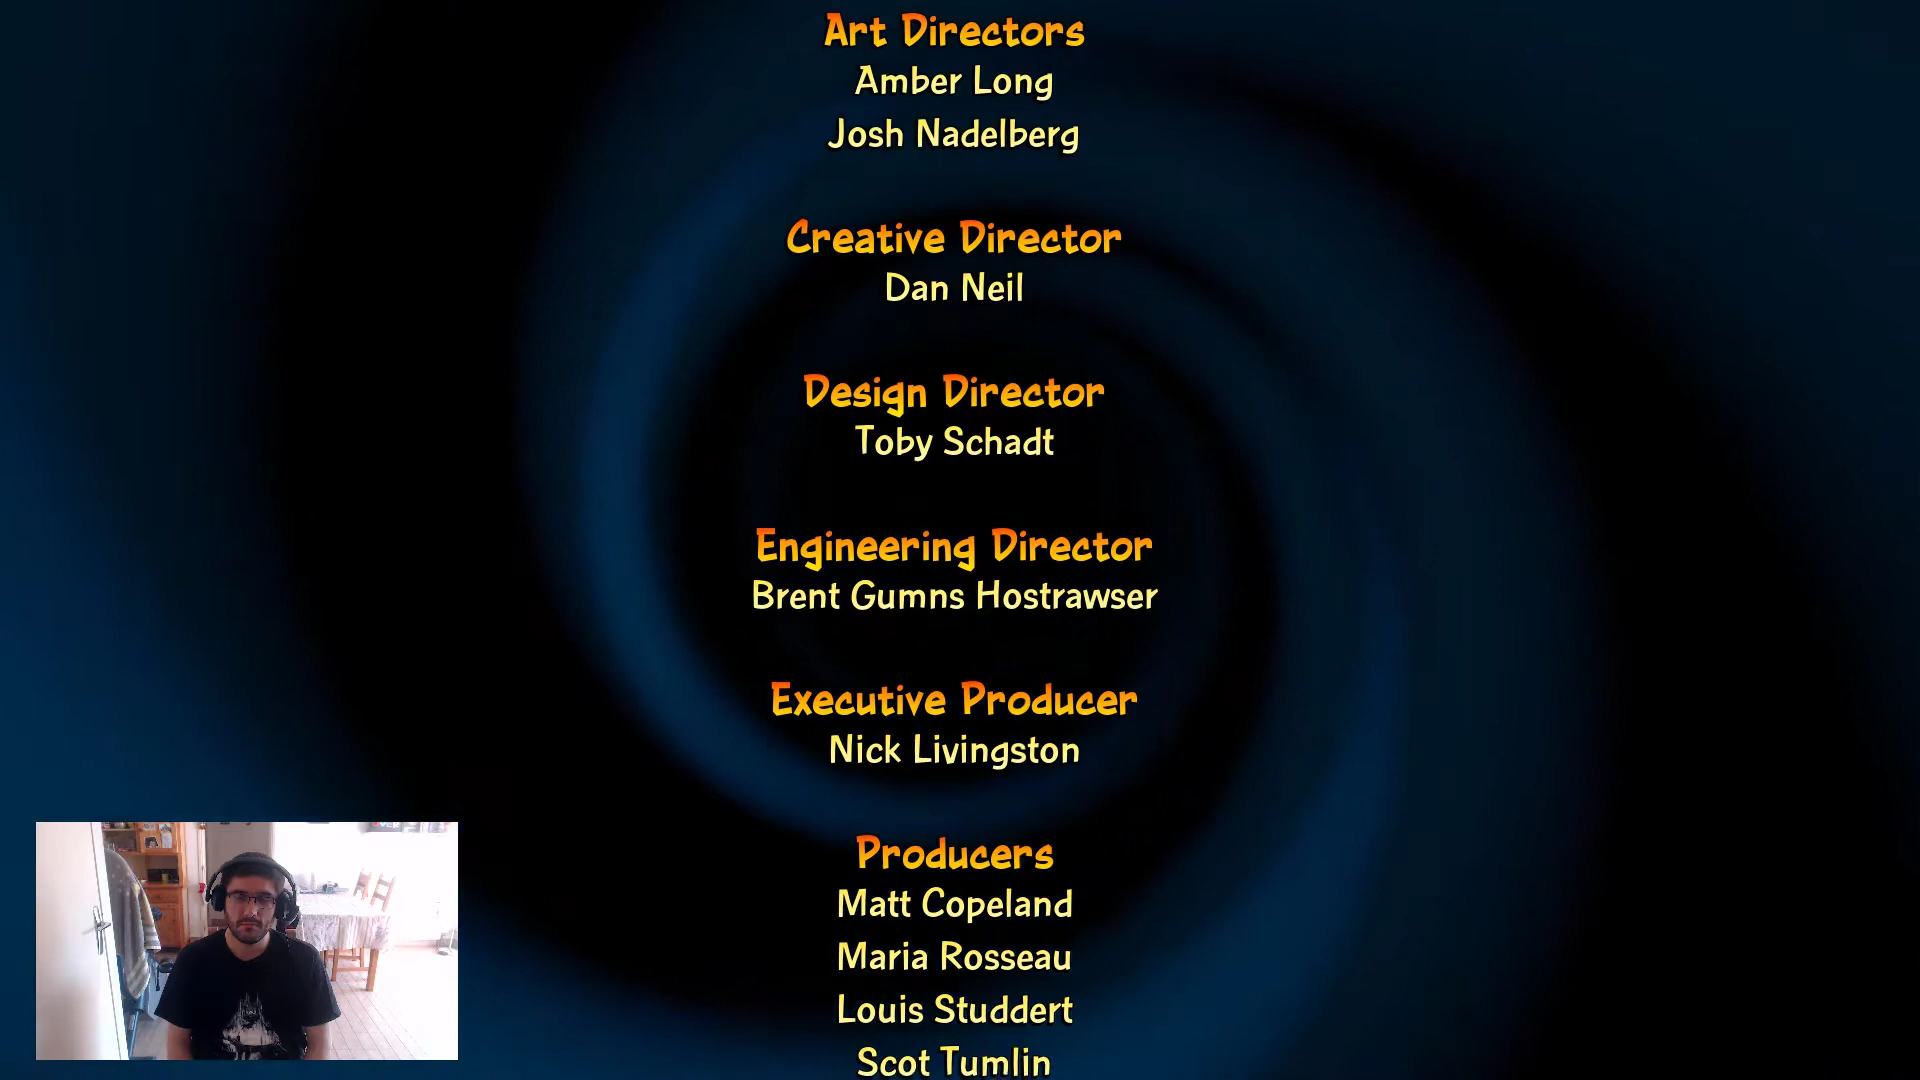 Art Directors
Amber Long
Josh Nadelberg
Creative Director
Dan Neil
Design Director
Toby Schadt
Engineering Director
Brent Gumns Hostrawser
Executive Producer
Nick Livingston
Producers
Matt Copeland
Maria Rosseau
Louis Studdert
Scot Tumlin